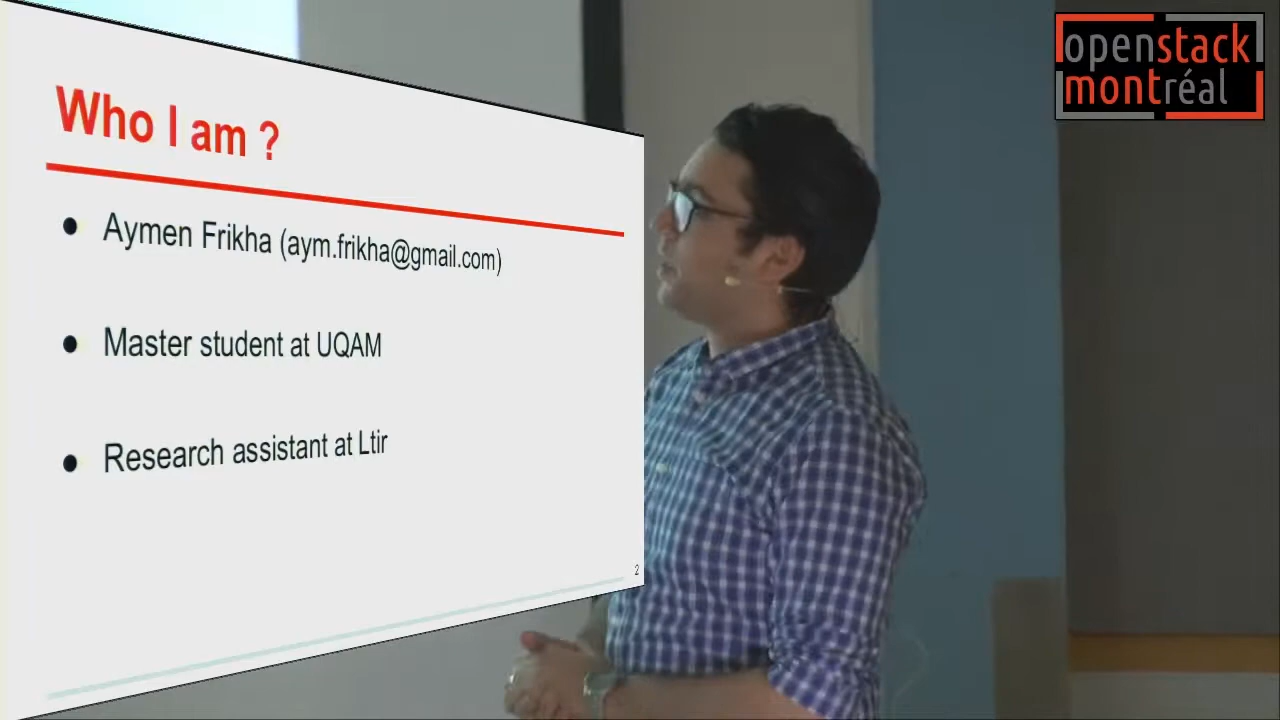 openstack
montréal
Who I am ?
Aymen Frikha (aym.frikha@gmail.com)
Master student at UQAM
Research assistant at Ltir
2